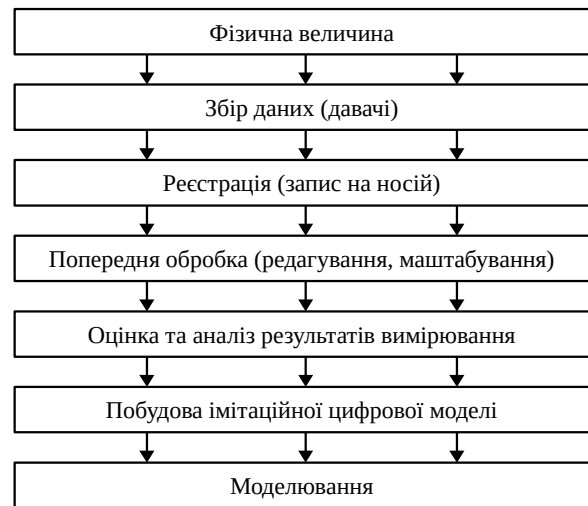 Фізична величина
Збір даних (давачі)
Реєстрація (запис на носій)
Попередня обробка (редагування, маштабування)
Оцінка та аналіз результатів вимірювання
Побудова імітаційної цифрової моделі
Моделювання